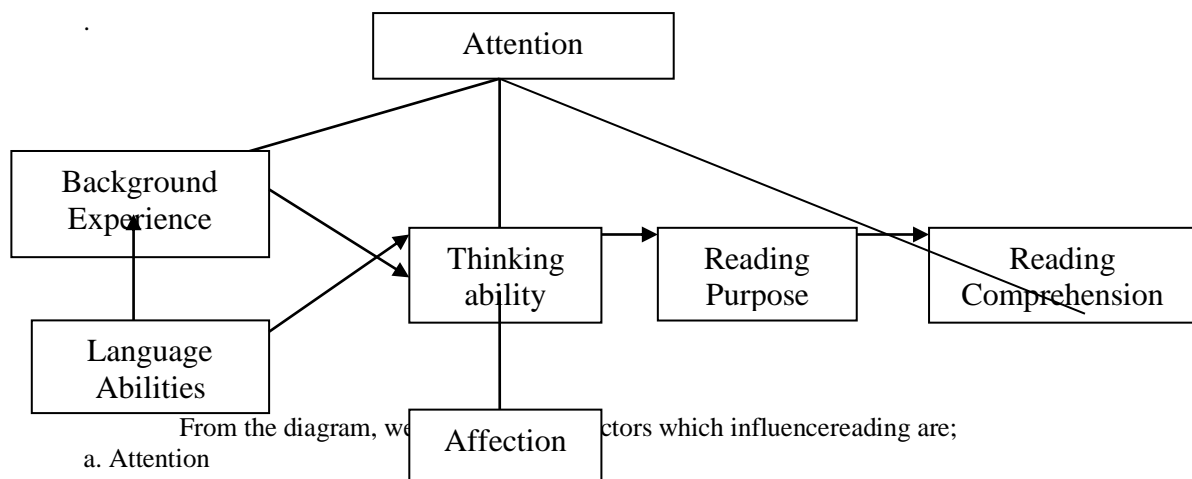 .
Attention
Background
Experience
Thinking
ability
Reading
Purpose
Reading
Comprehension
Language
Abilities
From the diagram, we ctors which influencereading are;
Affection
a. Attention